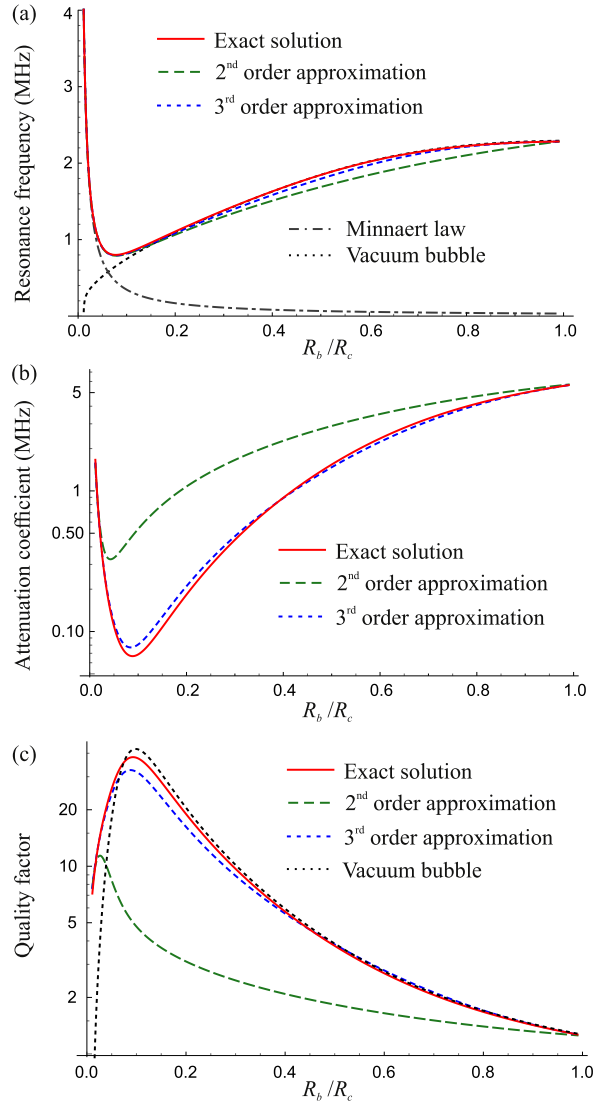 (a)
Resonance frequency (MHz)
4
3
2
1
Exact solution
2nd order approximation
3rd order approximation
Minnaert law
Vacuum bubble
0.2 0.4 0.6 0.8 1.0
Rb/Rc
(b)
Attenuation coefficient (MHz)
5
1
0.50
0.10
Exact solution
2nd order approximation
3rd order approximation
0.0 0.2 0.4 0.6 0.8 1.0
Rb/Rc
(c)
Quality factor
20
10
5
2
Exact solution
2nd order approximation
3rd order approximation
Vacuum bubble
0.0 0.2 0.4 0.6 0.8 1.0
Rb/Rc